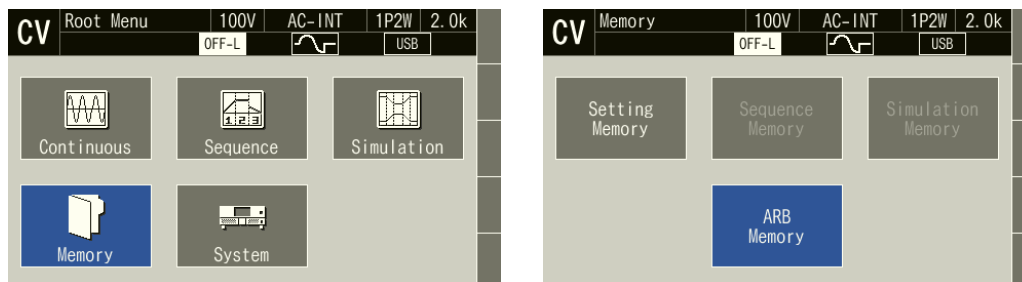 CV Root Menu 100V AC-INT 1P2W 2.0k
OFF-L USB
Continuous Sequence Simulation
Memory System
CV Memory 100V AC-INT 1P2W 2.0k
OFF-L USB
Setting Memory
Sequence Memory
Simulation Memory
ARB Memory